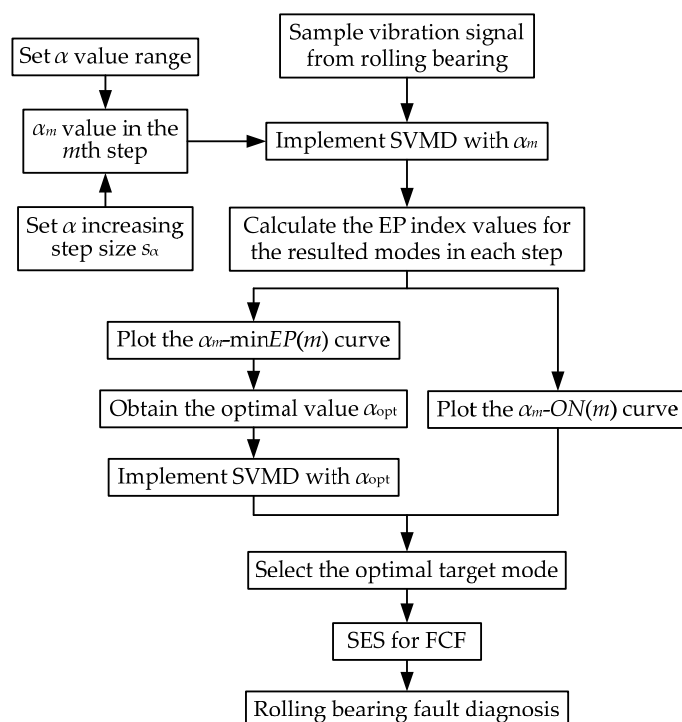 Set α value range
Sample vibration signal
from rolling bearing
αm value in the
mth step
Implement SVMD with αm
Set α increasing
step size sα
Calculate the EP index values for
the resulted modes in each step
Plot the αm-minEP(m) curve
Obtain the optimal value αopt
Plot the αm-ON(m) curve
Implement SVMD with αopt
Select the optimal target mode
SES for FCF
Rolling bearing fault diagnosis